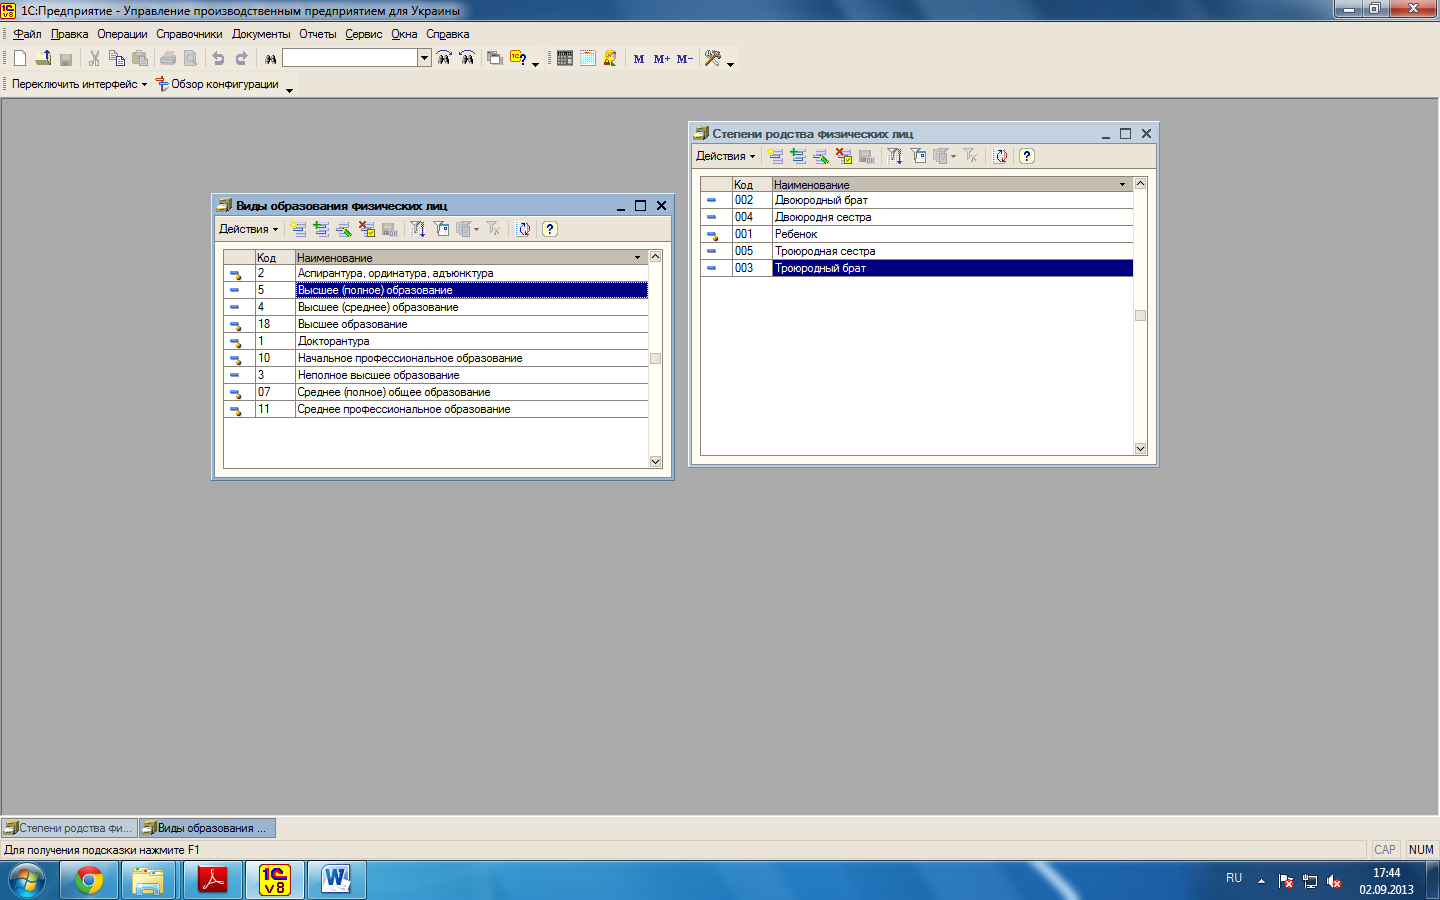 1С:Предприятие - Управление производственным предприятием для Украины
Файл Правка Операции Справочники Документы Отчеты Сервис Окна Справка
M M+ M-
Переключить интерфейс Обзор конфигурации
Степени родства физических лиц
Действия
Код Наименование
002 Двоюродный брат
004 Двоюродня сестра
001 Ребенок
005 Троюродная сестра
003 Троюродный брат
Виды образования физических лиц
Действия
Код Наименование
2 Аспирантура, ординатура, адъюнктура
5 Высшее (полное) образование
4 Высшее (среднее) образование
18 Высшее образование
1 Докторантура
10 Начальное профессиональное образование
3 Неполное высшее образование
07 Среднее (полное) общее образование
11 Среднее профессиональное образование
Степени родства фи... Виды образования ...
Для получения подсказки нажмите F1
CAP NUM
RU
17:44
02.09.2013